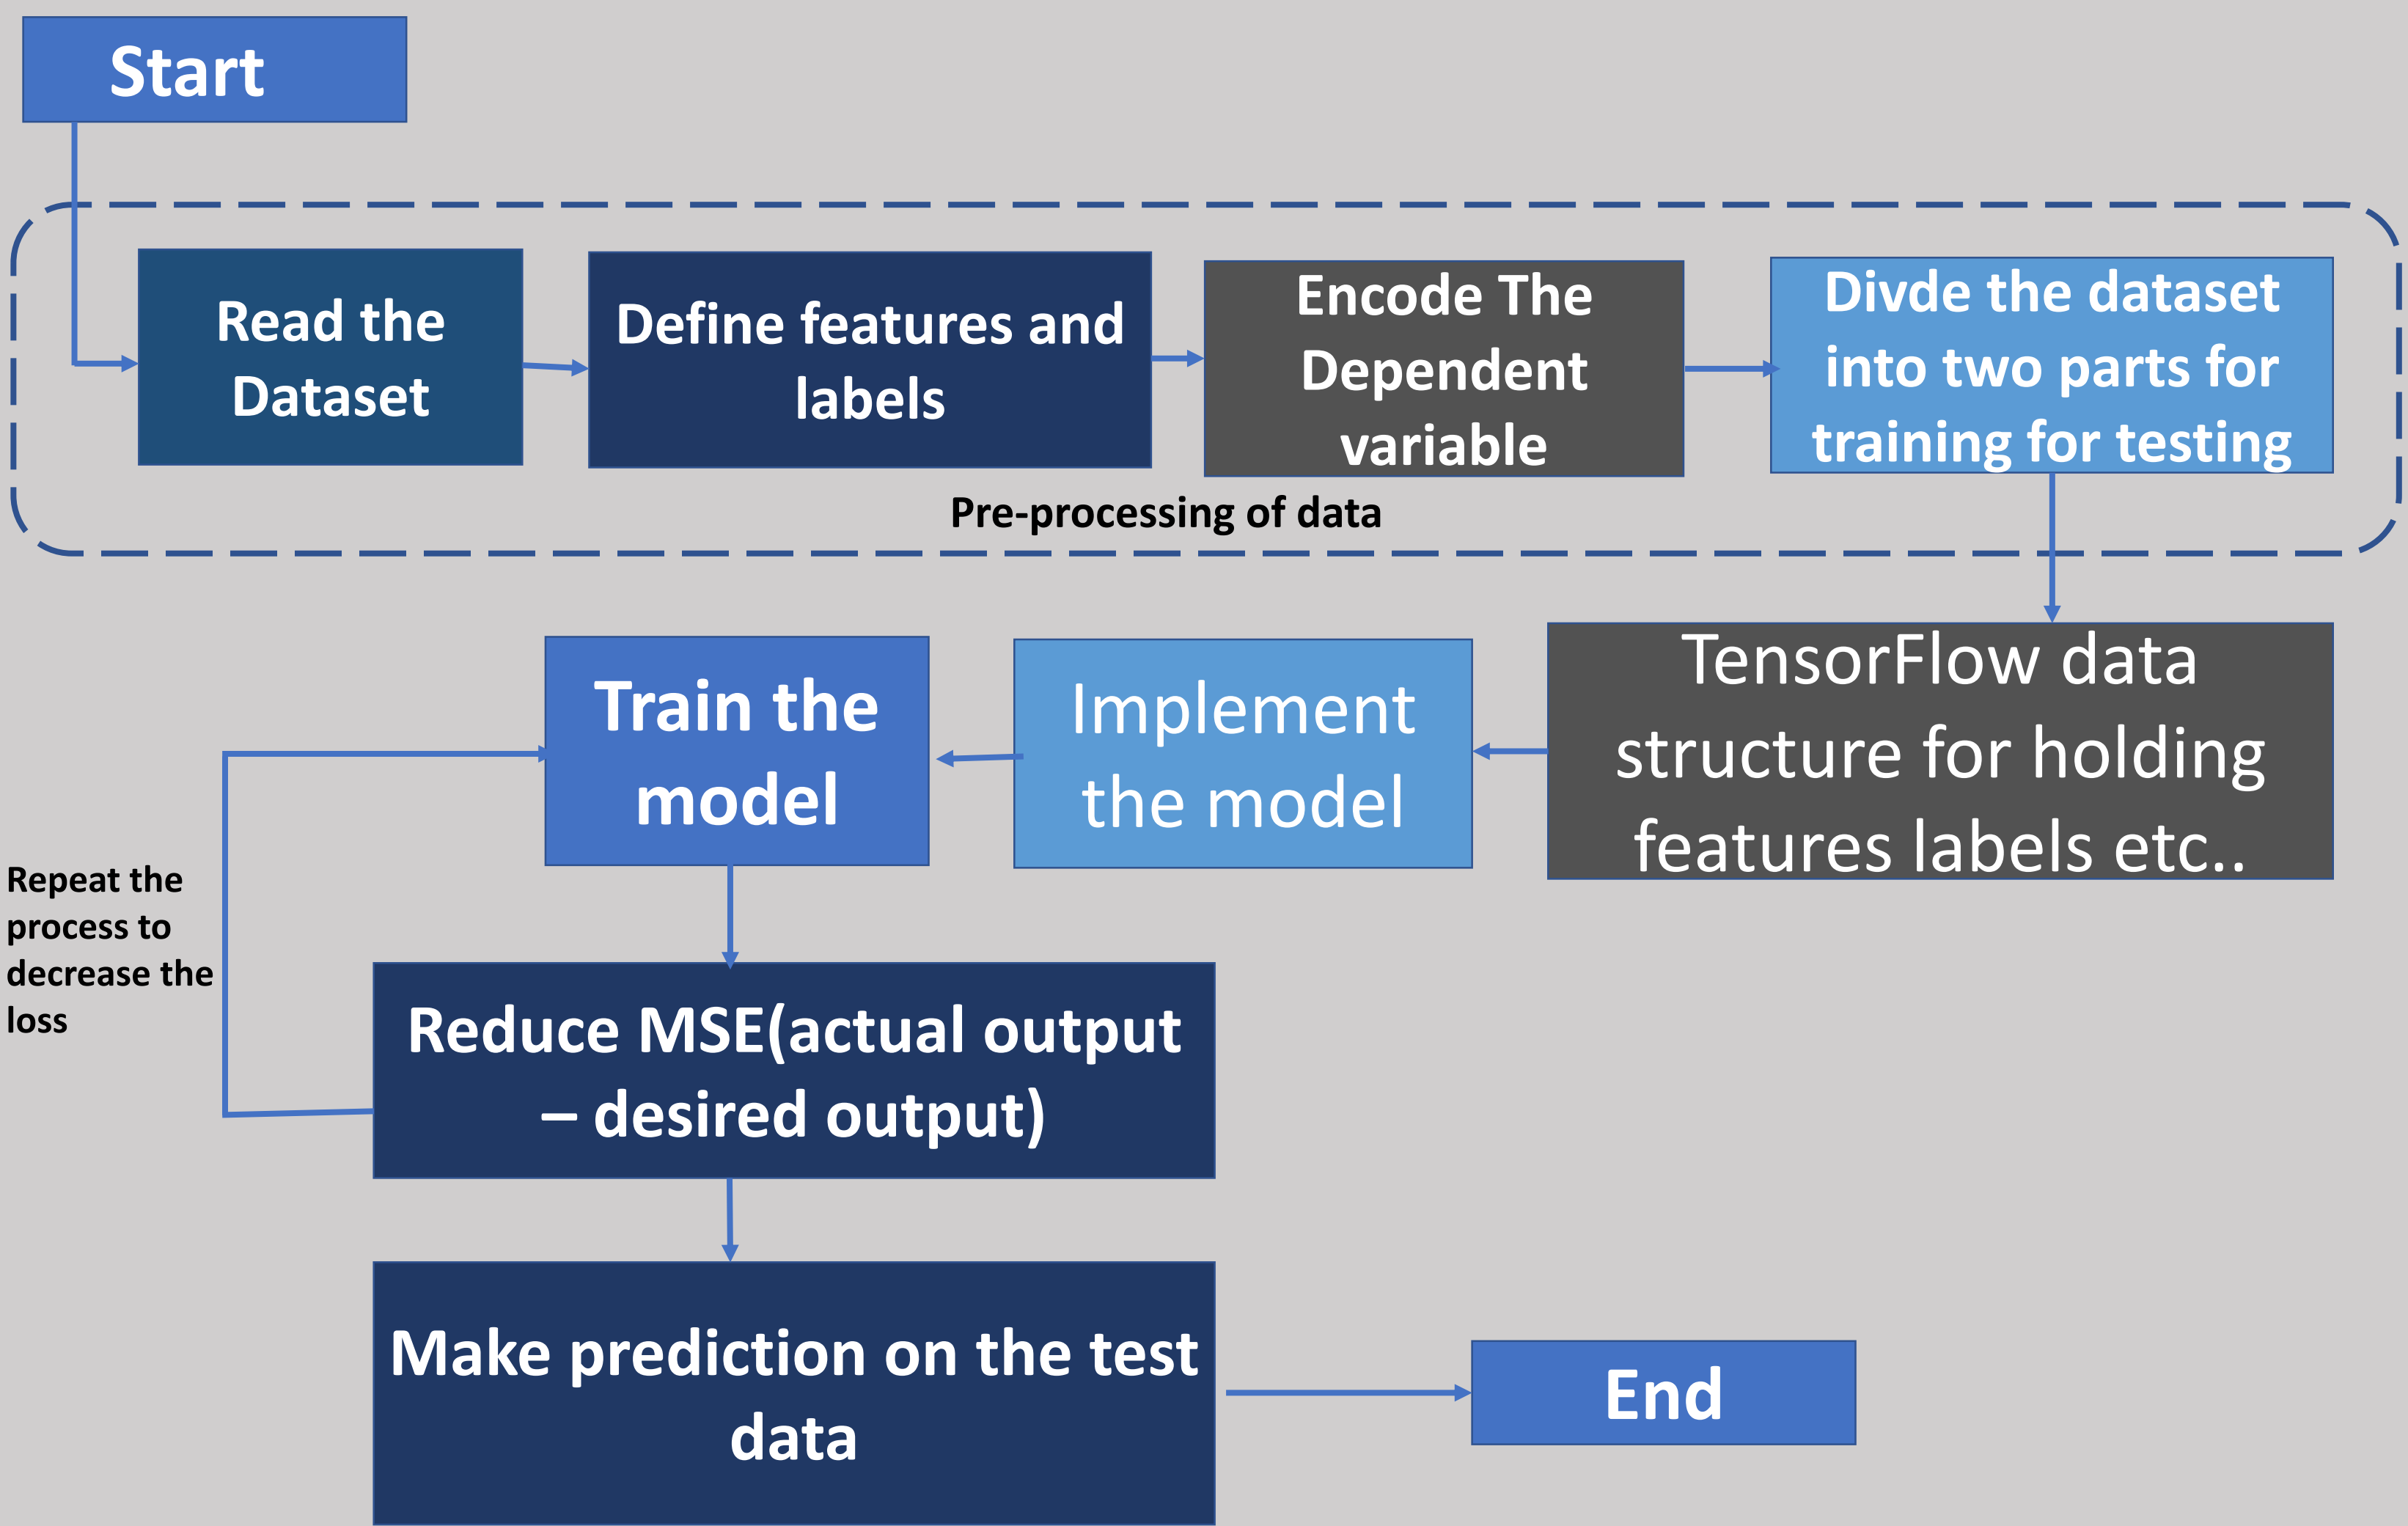 Start
Read the
Dataset
Define features and
labels
Encode The
Dependent
variable
Divde the dataset
into two parts for
training for testing
Pre-processing of data
TensorFlow data
structure for holding
features labels etc..
Implement
the model
Train the
model
Repeat the
process to
decrease the
loss
Reduce MSE(actual output
– desired output)
Make prediction on the test
data
End